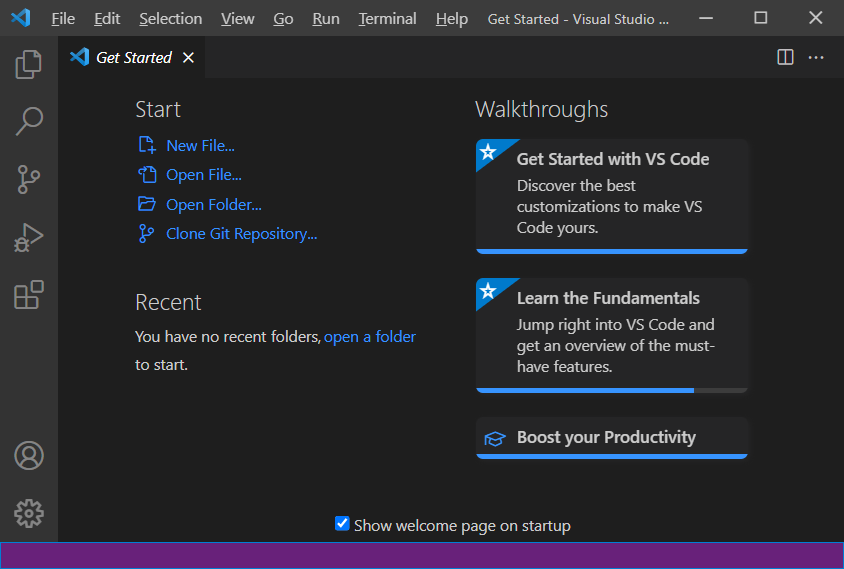 File Edit Selection View Go Run Terminal Help Get Started - Visual Studio ...
Get Started
Start
New File...
Open File...
Open Folder...
Clone Git Repository...
Recent
You have no recent folders, open a folder
to start.
Walkthroughs
Get Started with VS Code
Discover the best
customizations to make VS
Code yours.
Learn the Fundamentals
Jump right into VS Code and
get an overview of the must-
have features.
Boost your Productivity
Show welcome page on startup